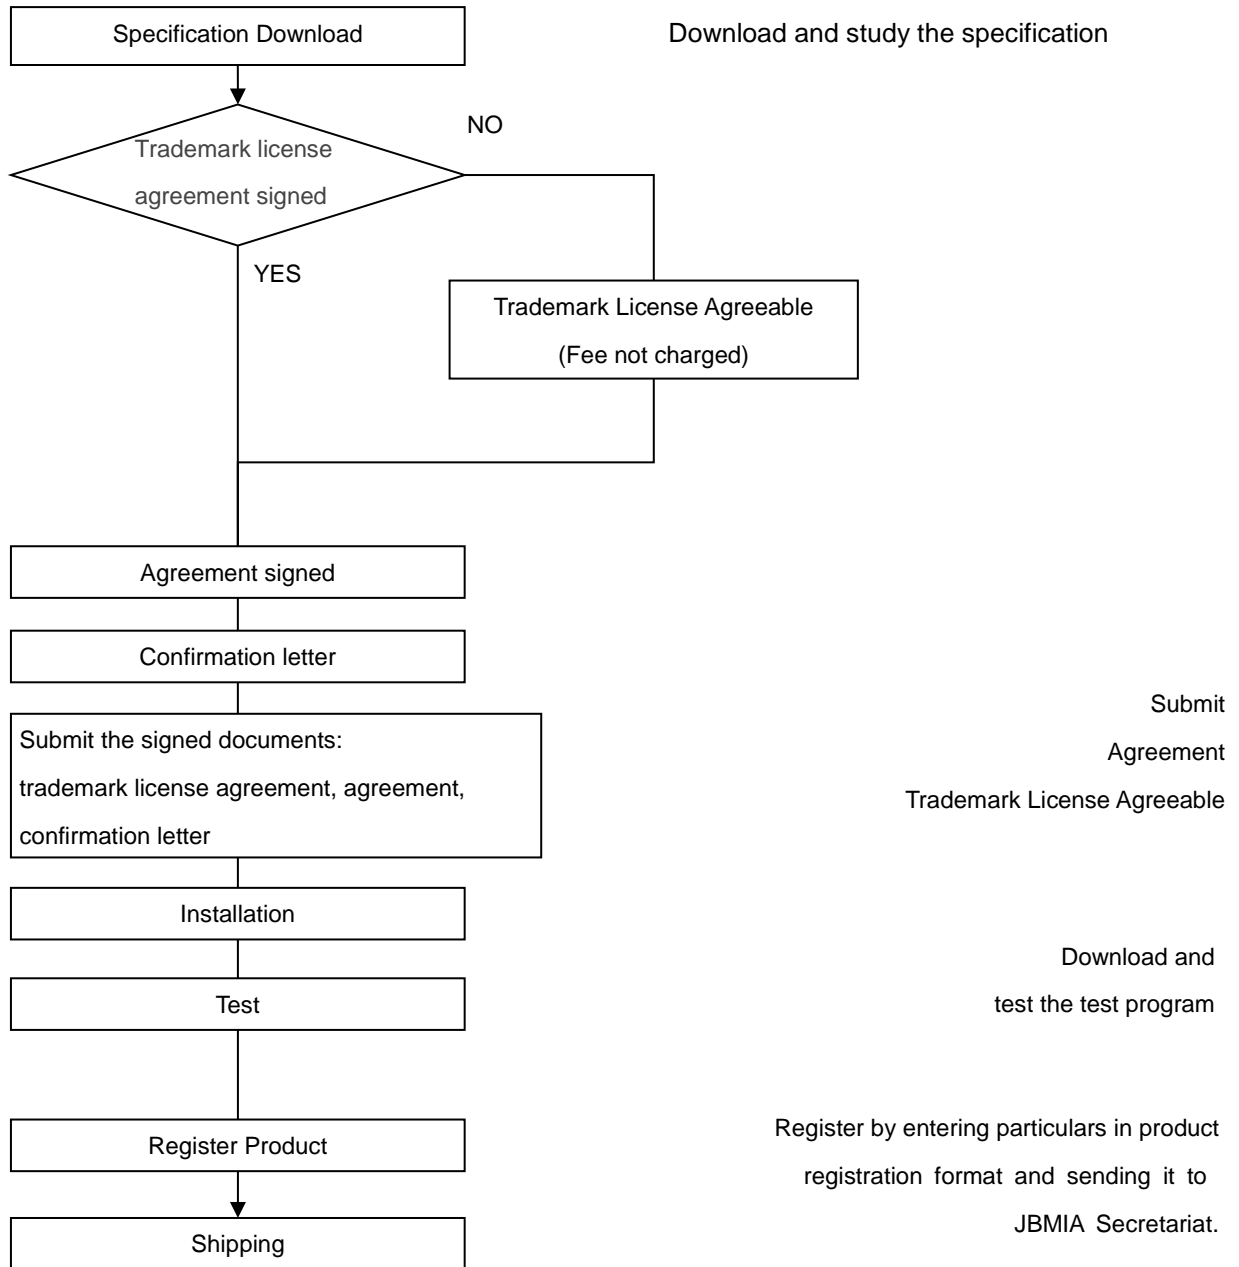 Specification Download
Download and study the specification
NO
Trademark license
agreement signed
YES
Trademark License Agreeable
(Fee not charged)
Agreement signed
Confirmation letter
Submit the signed documents:
trademark license agreement, agreement,
confirmation letter
Submit
Agreement
Trademark License Agreeable
Installation
Test
Download and
test the test program
Register Product
Register by entering particulars in product
registration format and sending it to
JBMIA Secretariat.
Shipping